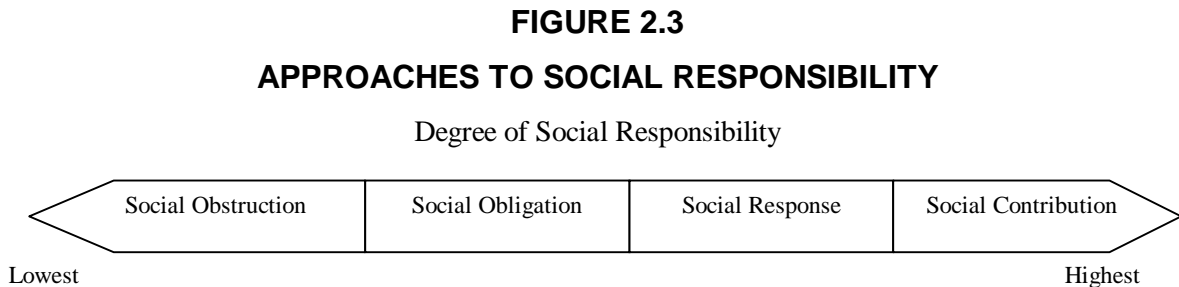 FIGURE 2.3
APPROACHES TO SOCIAL RESPONSIBILITY
Degree of Social Responsibility
Social Obstruction Social Obligation Social Response Social Contribution
Lowest Highest